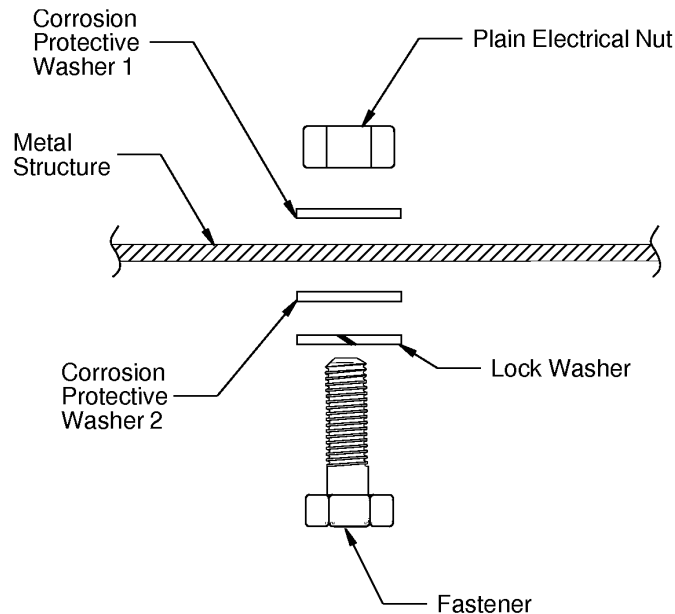 Corrosion
Protective
Washer 1
Plain Electrical Nut
Metal
Structure
Corrosion
Protective
Washer 2
Lock Washer
Fastener